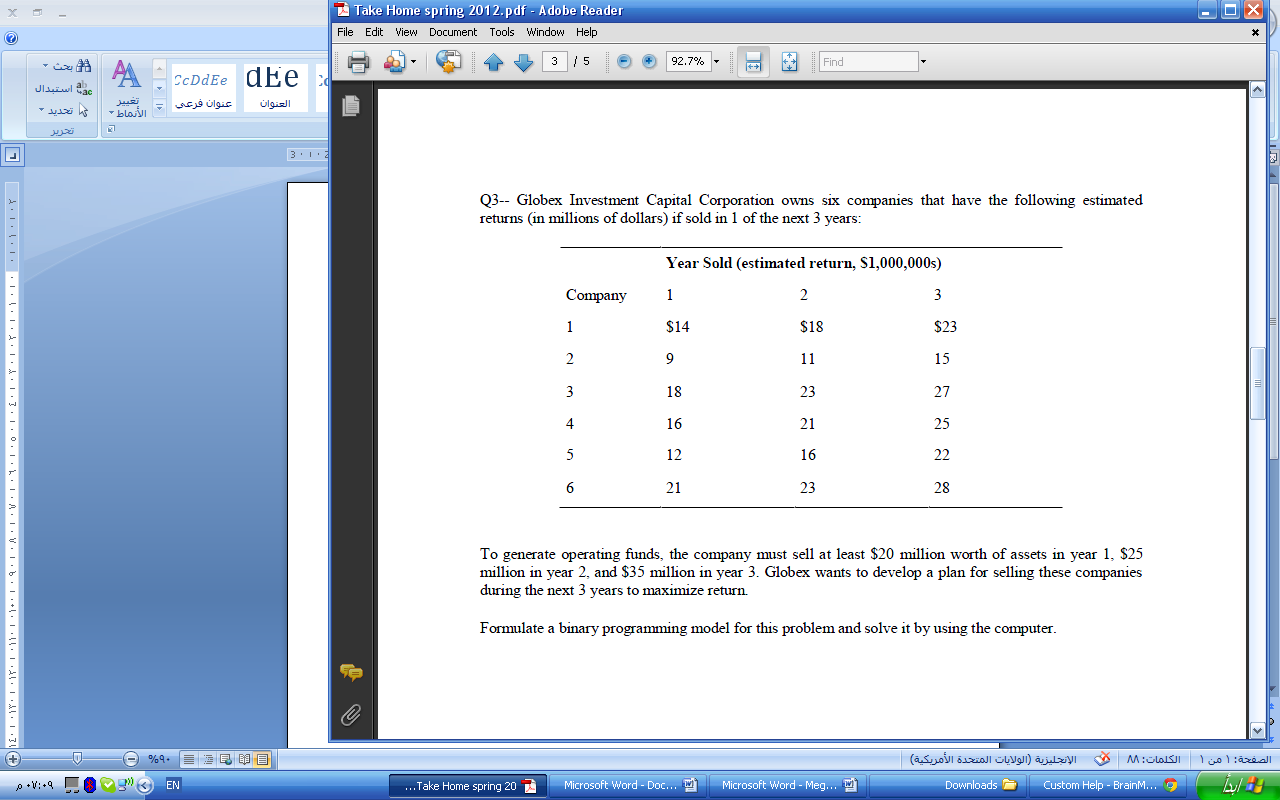 Take Home spring 2012.pdf - Adobe Reader
File Edit View Document Tools Window Help
3 / 5 92.7% Find
بحث
استبدال
تحديد
تحرير
تغيير
الأنماط
CcDdEe
عنوان فرعي
dEe
العنوان
Q3-- Globex Investment Capital Corporation owns six companies that have the following estimated
returns (in millions of dollars) if sold in 1 of the next 3 years:
Year Sold (estimated return, $1,000,000s)
Company 1 2 3
1 $14 $18 $23
2 9 11 15
3 18 23 27
4 16 21 25
5 12 16 22
6 21 23 28
To generate operating funds, the company must sell at least $20 million worth of assets in year 1, $25
million in year 2, and $35 million in year 3. Globex wants to develop a plan for selling these companies
during the next 3 years to maximize return.
Formulate a binary programming model for this problem and solve it by using the computer.
الصفحة: ١ من ١ الكلمات: ٨٨ الإنجليزية (الولايات المتحدة الأمريكية)
%٩٠
٠٧:٠٩ م EN
...Take Home spring 20
Microsoft Word - Doc...
Microsoft Word - Meg...
Downloads
Custom Help - BrainM...
ابدأ